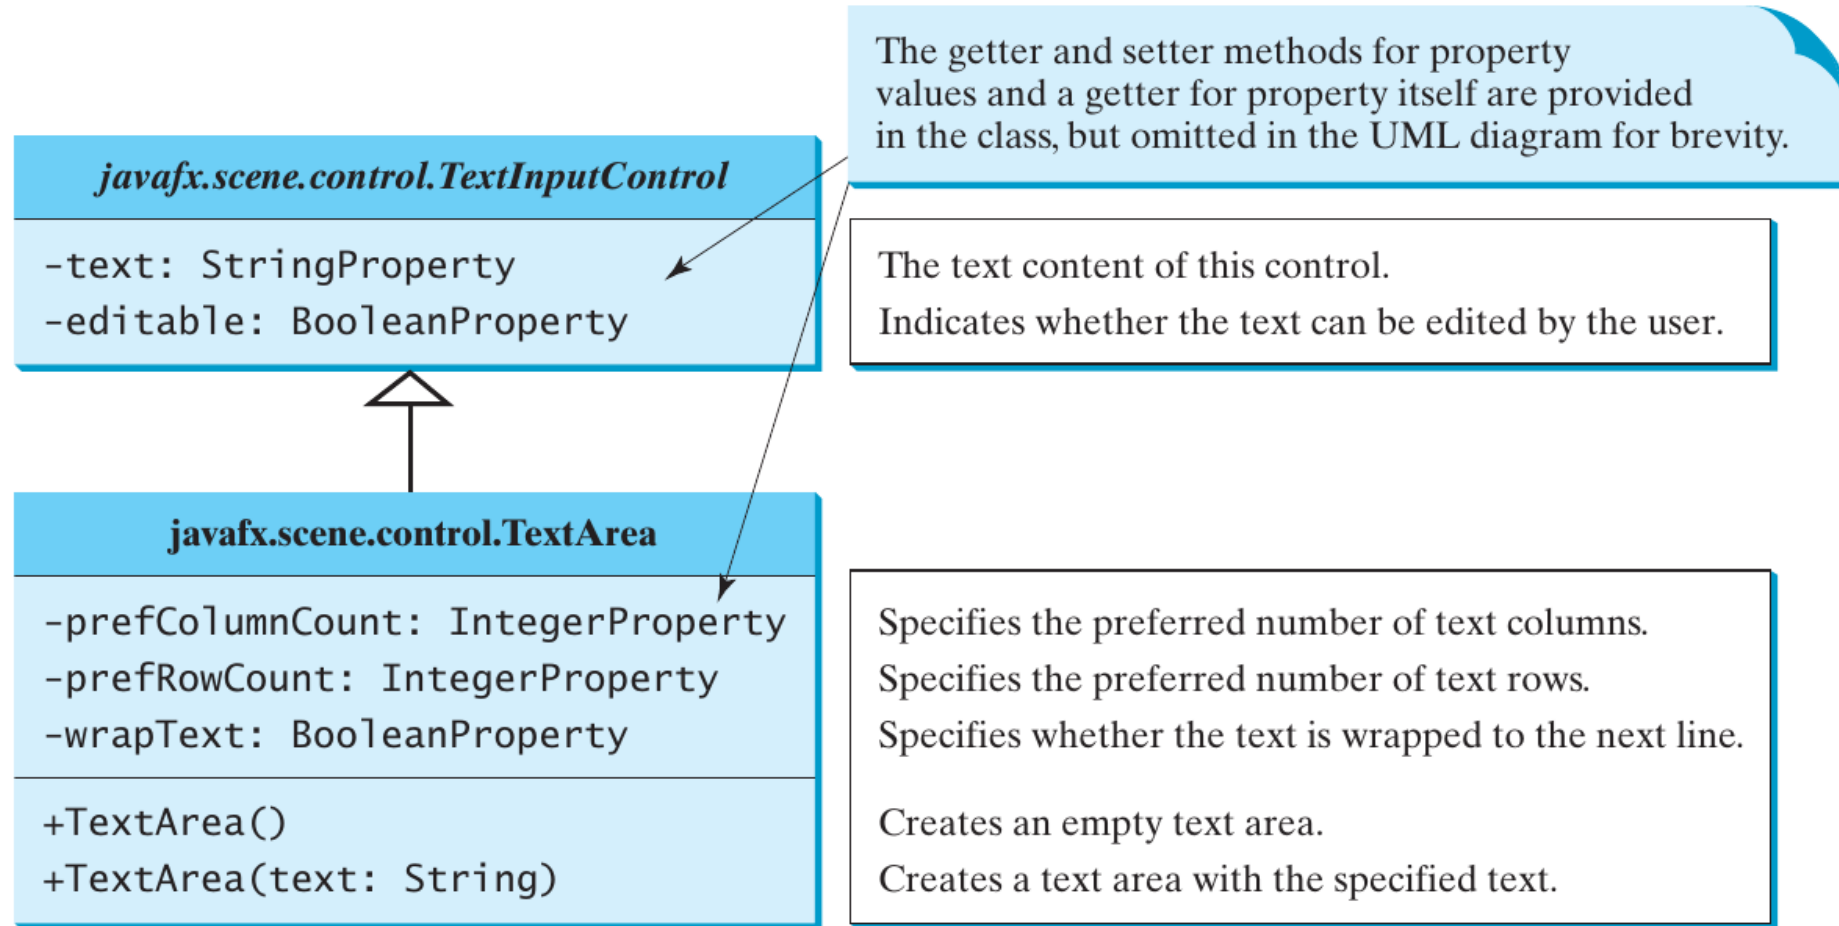 The getter and setter methods for property
values and a getter for property itself are provided
in the class, but omitted in the UML diagram for brevity.
javafx.scene.control.TextInputControl
-text: StringProperty
-editable: BooleanProperty
The text content of this control.
Indicates whether the text can be edited by the user.
javafx.scene.control.TextArea
-prefColumnCount: IntegerProperty
-prefRowCount: IntegerProperty
-wrapText: BooleanProperty
+TextArea()
+TextArea(text: String)
Specifies the preferred number of text columns.
Specifies the preferred number of text rows.
Specifies whether the text is wrapped to the next line.
Creates an empty text area.
Creates a text area with the specified text.